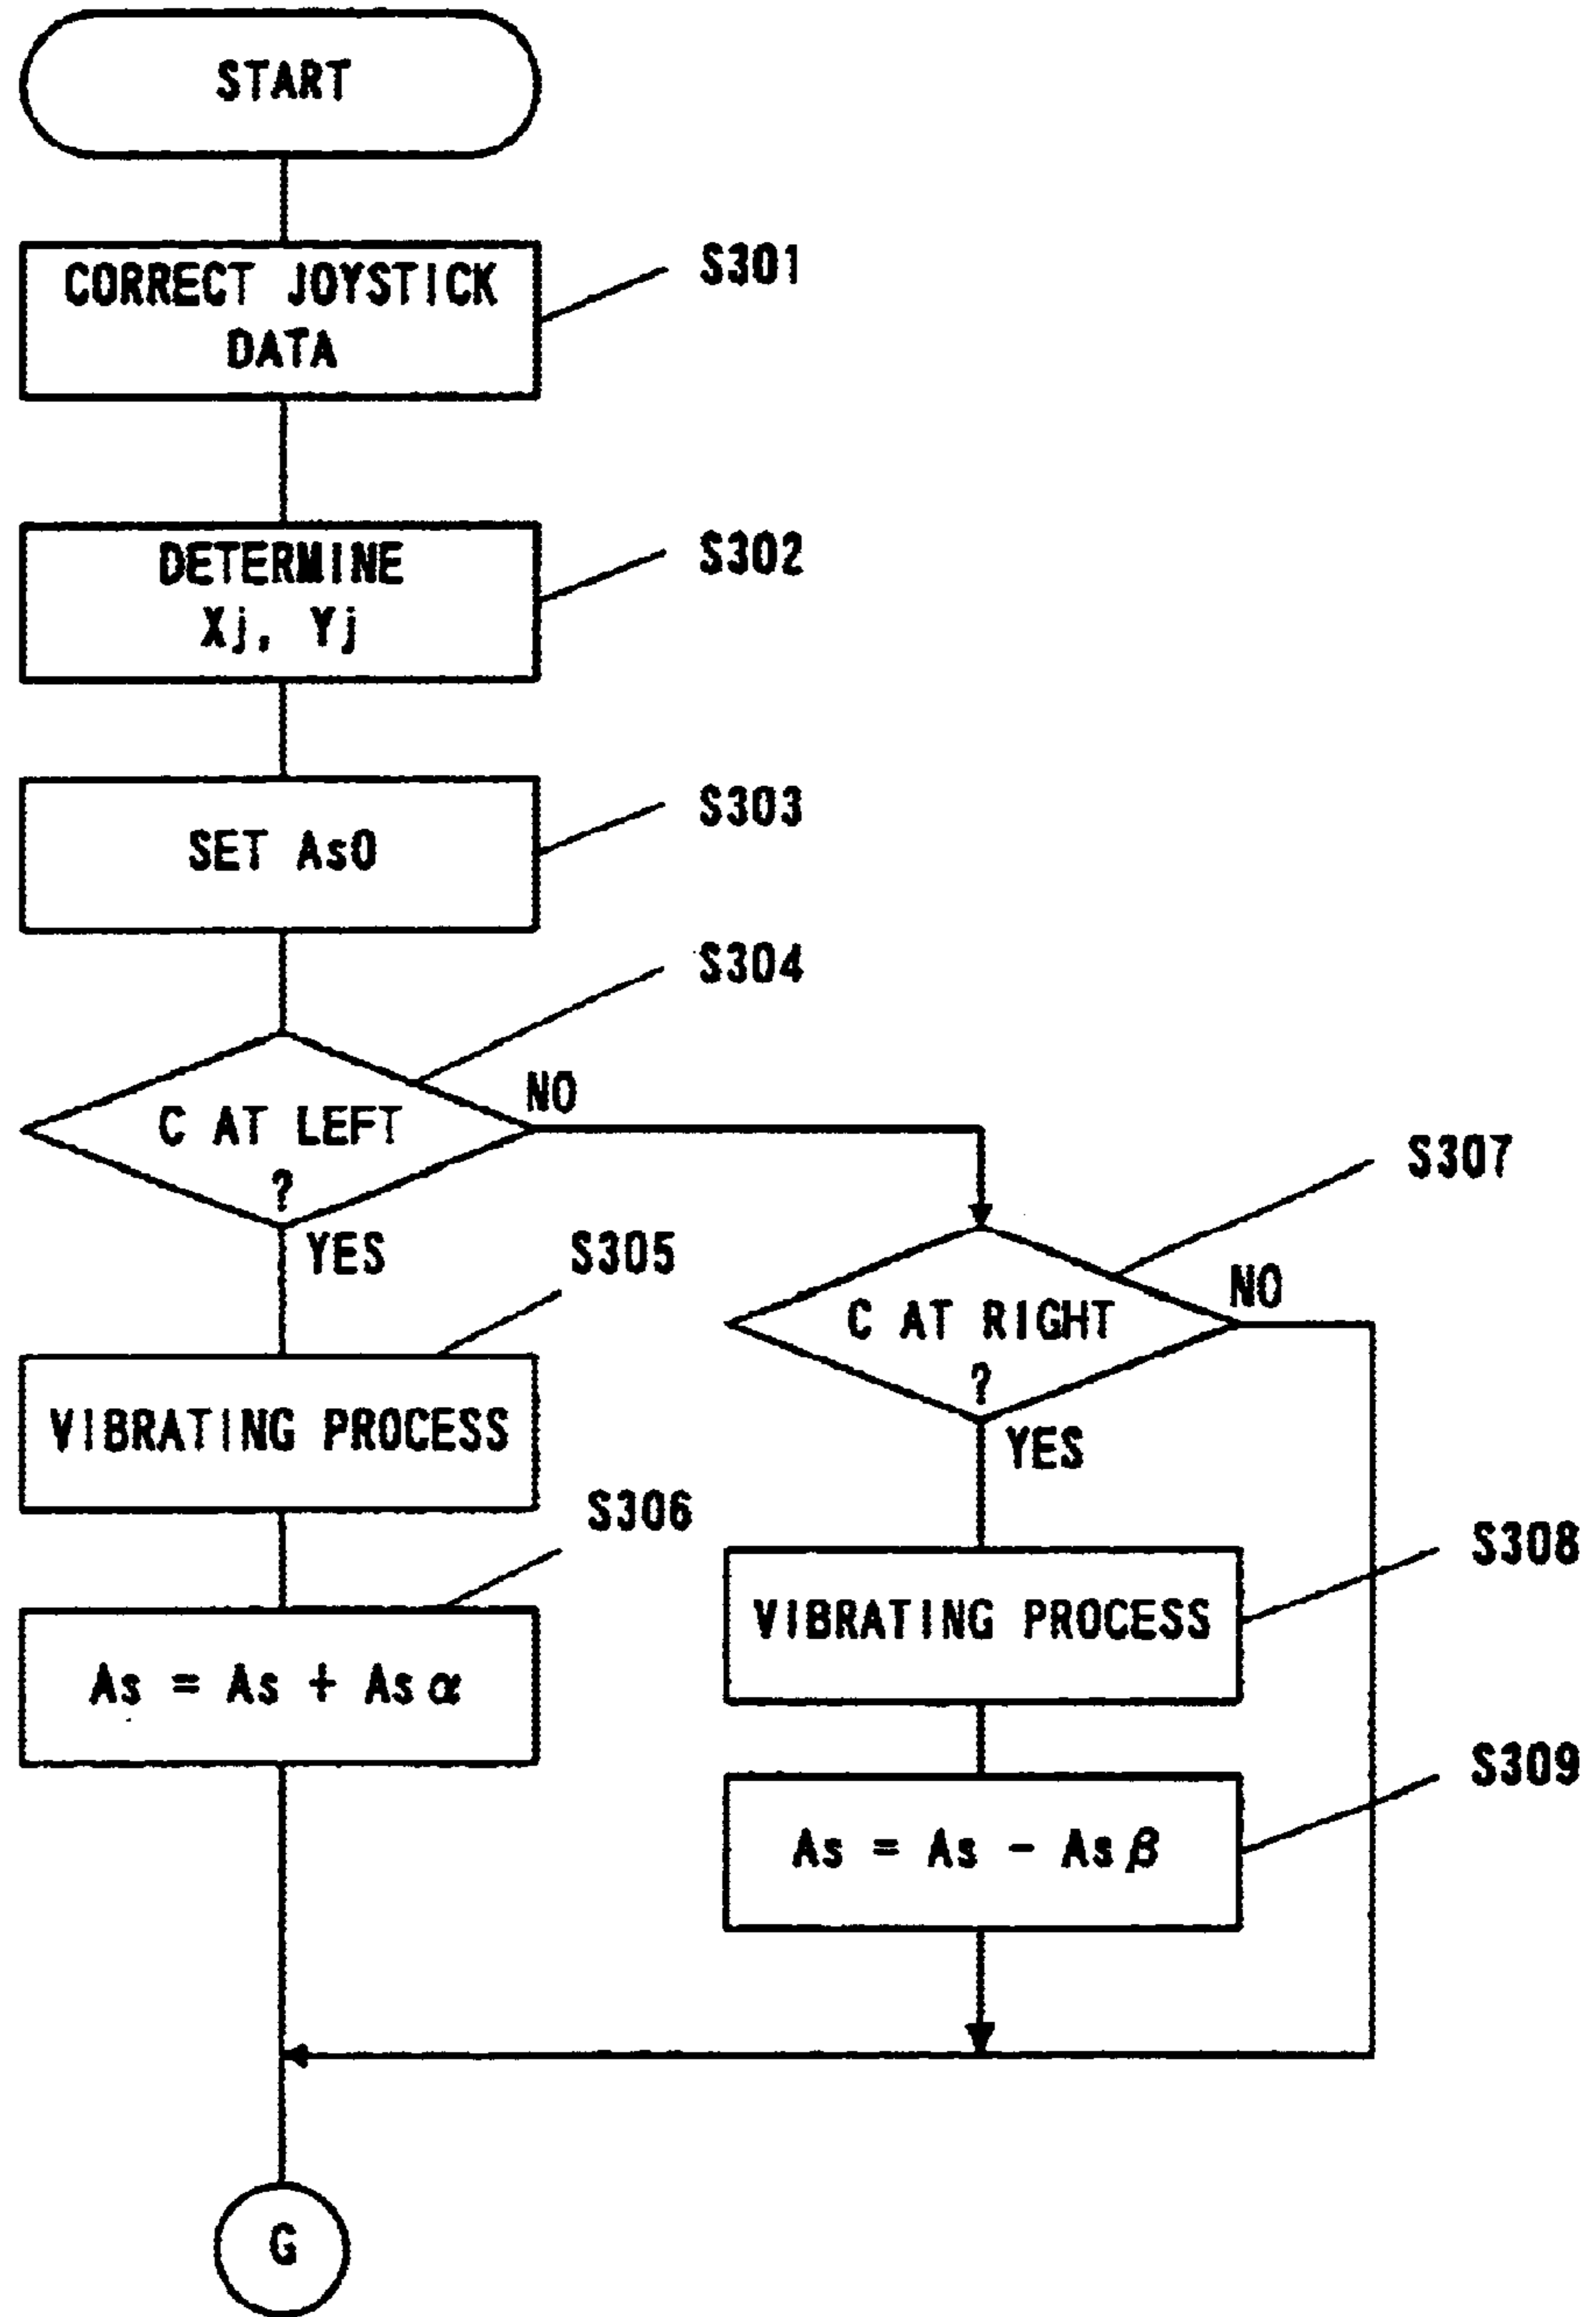 START
CORRECT JOYSTICK
DATA
S301
DETERMINE
Xj, Yj
S302
SET As0
S303
S304
C AT LEFT
?
NO
YES
S305
VIBRATING PROCESS
S306
As = As + Asα
S307
C AT RIGHT
?
NO
YES
S308
VIBRATING PROCESS
S309
As = As - Asβ
G